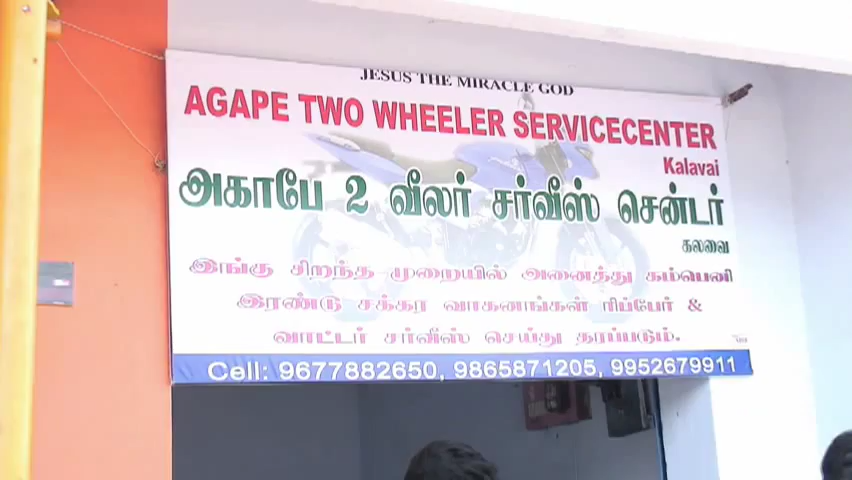 JESUS THE MIRACLE GOD
AGAPE TWO WHEELER SERVICECENTER
Kalavai
அகாபே 2 வீலர் சர்வீஸ் சென்டர்
கலவை
இங்கு சிறந்த முறையில் அனைத்து கம்பெனி
இரண்டு சக்கர வாகனங்கள் ரிப்பேர் &
வாட்டர் சர்வீஸ் செய்து தரப்படும்.
Cell: 9677882650, 9865871205, 9952679911